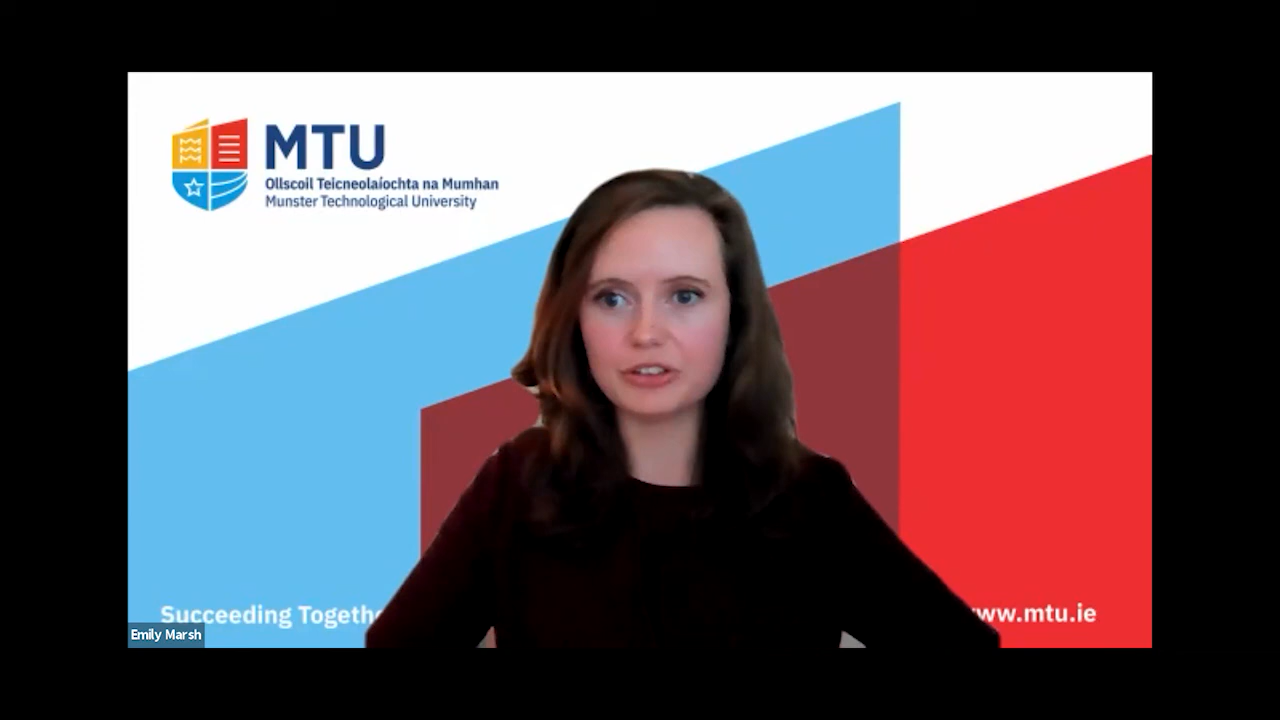 MTU
Ollscoil Teicneolaíochta na Mumhan
Munster Technological University
Succeeding Togethe
www.mtu.ie
Emily Marsh